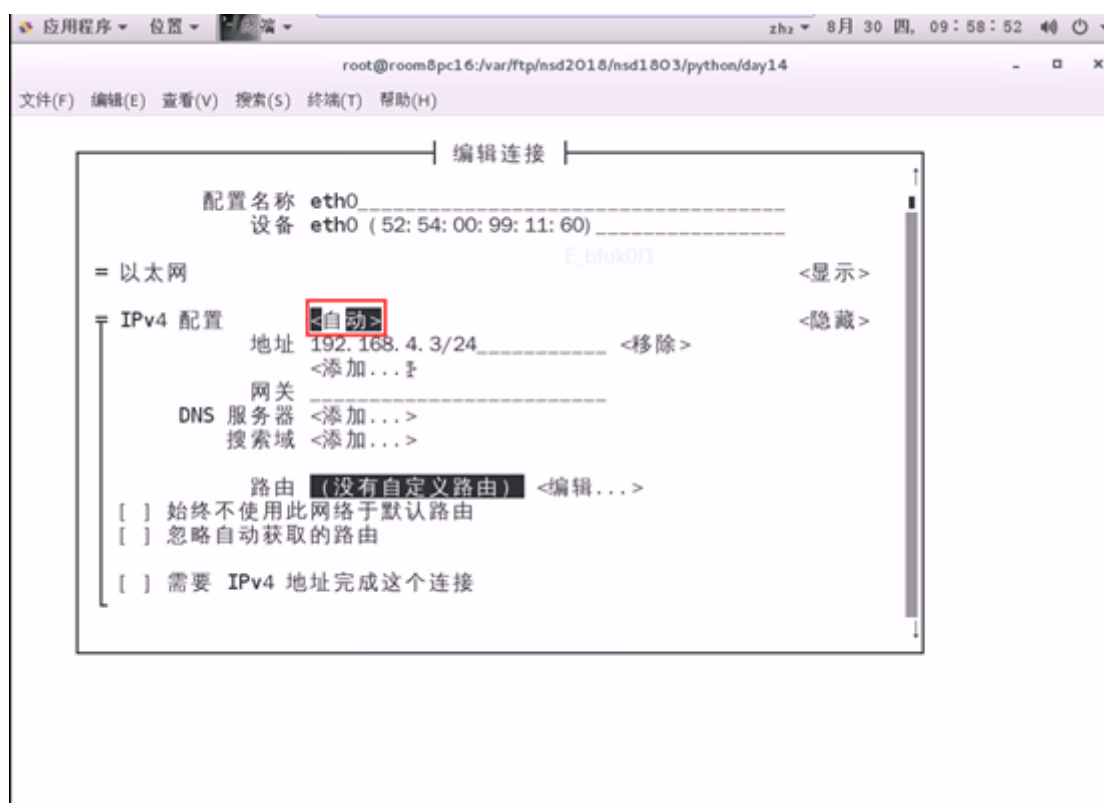 应用程序 位置 终端 zhz 8月 30 四, 09:58:52
root@room8pc16:/var/ftp/nsd2018/nsd1803/python/day14
文件(F) 编辑(E) 查看(V) 搜索(S) 终端(T) 帮助(H)
编辑连接
配置名称 eth0
设备 eth0 (52:54:00:99:11:60)
E_bfuk0f1
= 以太网 <显示>
= IPv4 配置 <自动> <隐藏>
地址 192.168.4.3/24 <移除>
<添加...>
网关
DNS 服务器 <添加...>
搜索域 <添加...>
路由 (没有自定义路由) <编辑...>
[ ] 始终不使用此网络于默认路由
[ ] 忽略自动获取的路由
[ ] 需要 IPv4 地址完成这个连接